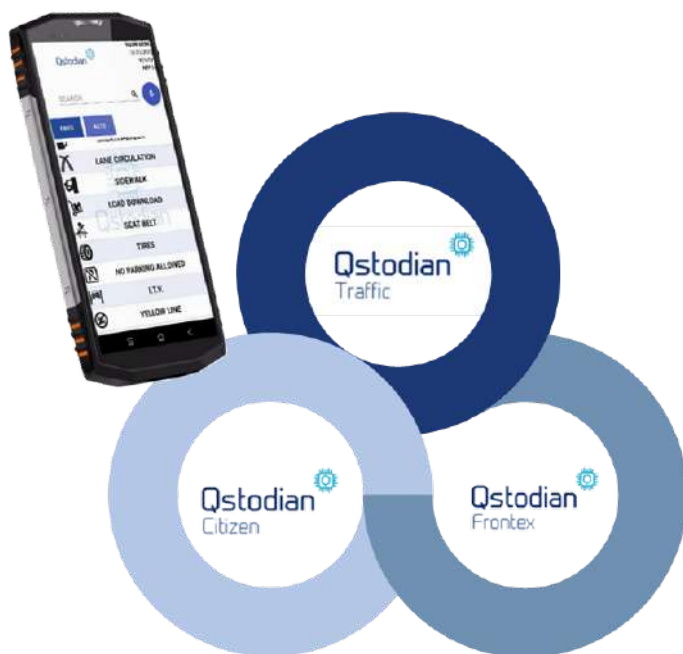 Qstodian
SEARCH
LANE CIRCULATION
SIDEWALK
LOAD DOWNLOAD
SEAT BELT
TIRES
NO PARKING ALLOWED
I.T.V.
YELLOW LINE
Qstodian
Traffic
Qstodian
Citizen
Qstodian
Frontex